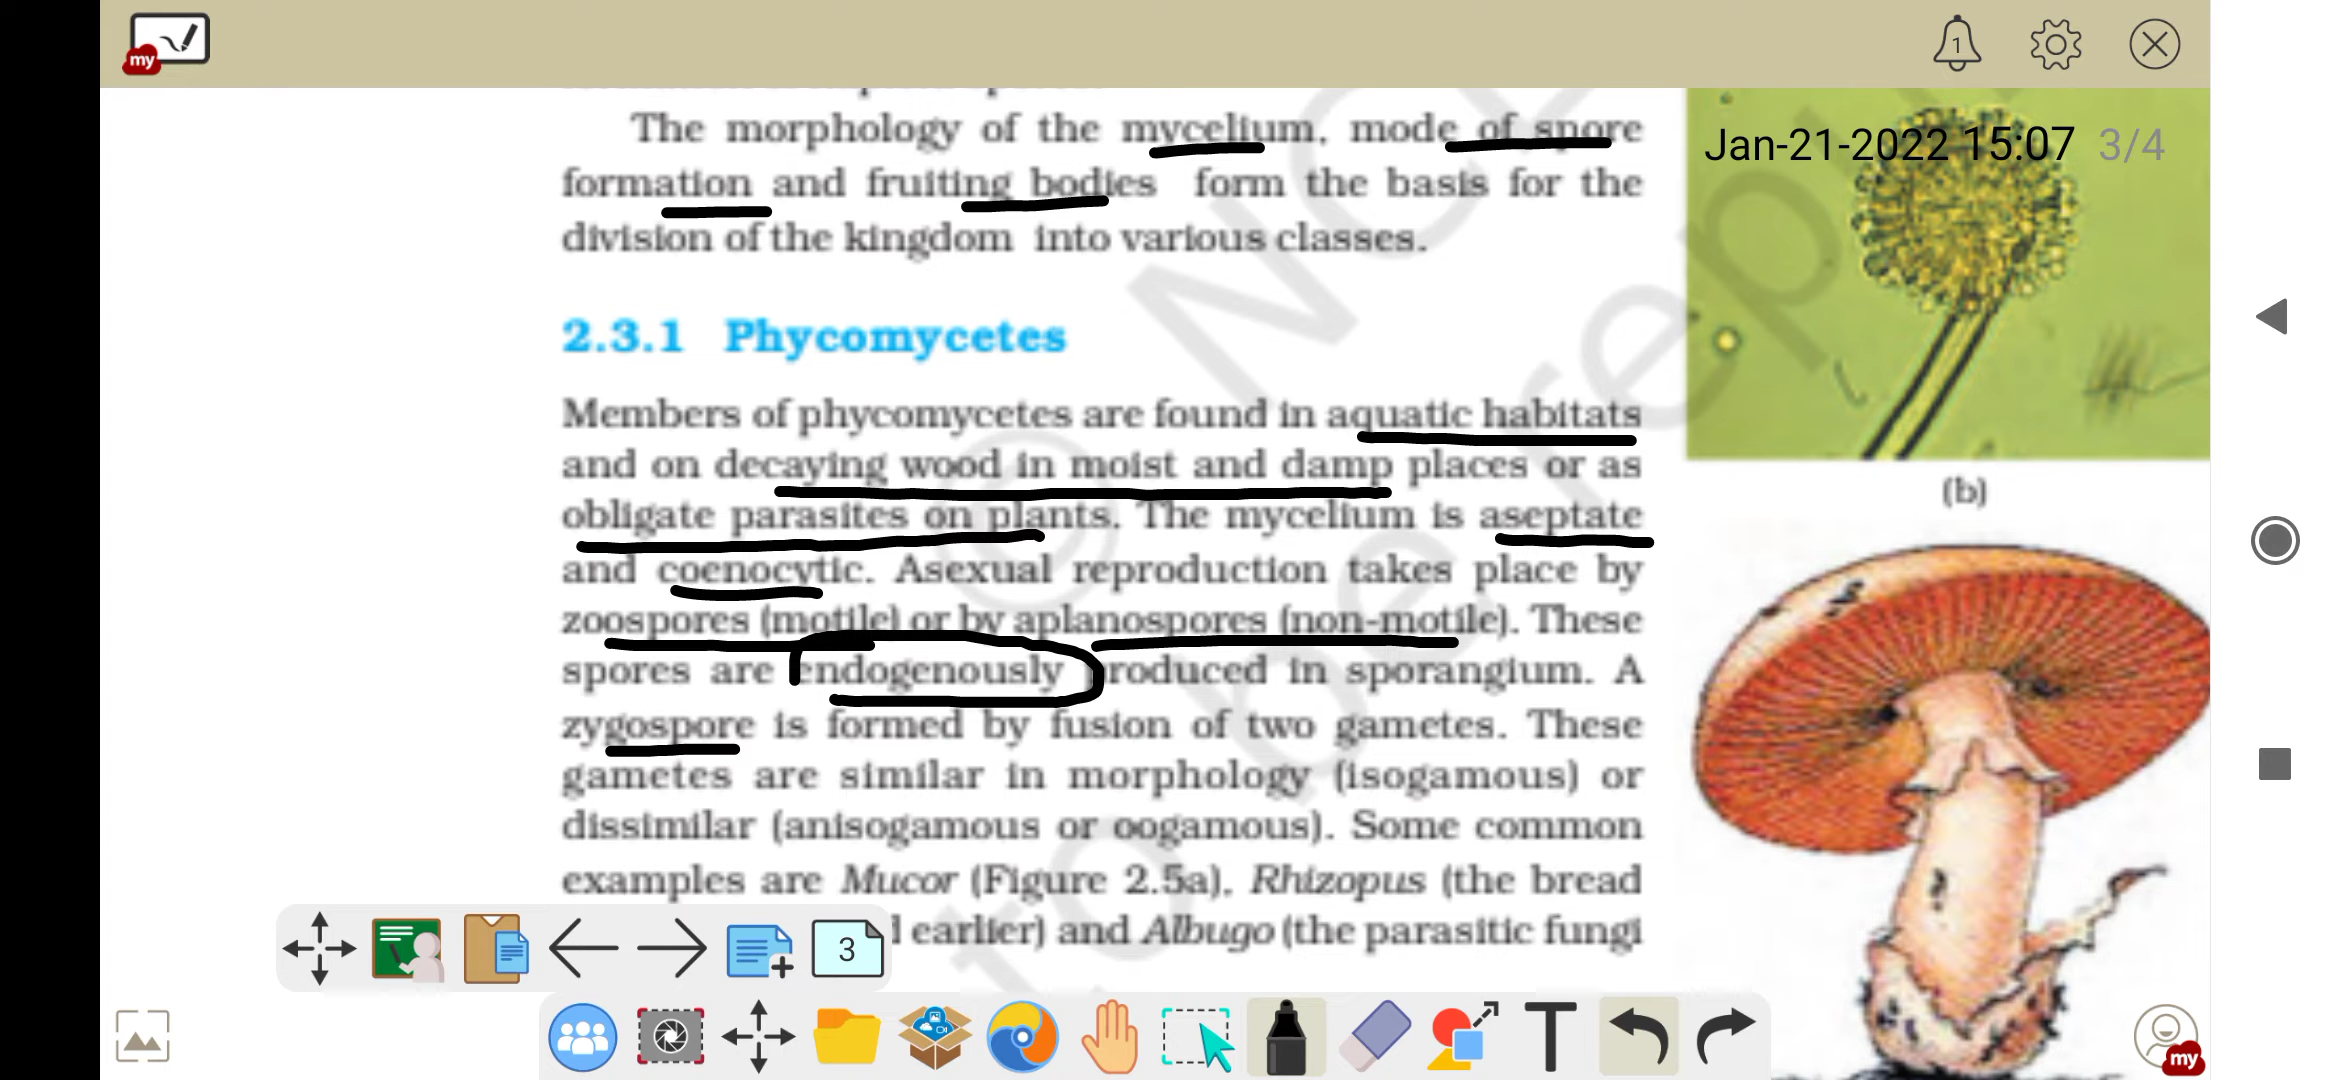 my
1
The morphology of the mycelium, mode of spore
formation and fruiting bodies form the basis for the
division of the kingdom into various classes.
Jan-21-2022 15:07 3/4
2.3.1 Phycomycetes
Members of phycomycetes are found in aquatic habitats
and on decaying wood in moist and damp places or as
obligate parasites on plants. The mycelium is aseptate
and coenocytic. Asexual reproduction takes place by
zoospores (motile) or by aplanospores (non-motile). These
spores are endogenously produced in sporangium. A
zygospore is formed by fusion of two gametes. These
gametes are similar in morphology (isogamous) or
dissimilar (anisogamous or oogamous). Some common
examples are Mucor (Figure 2.5a), Rhizopus (the bread
earlier) and Albugo (the parasitic fungi
(b)
3
T
my